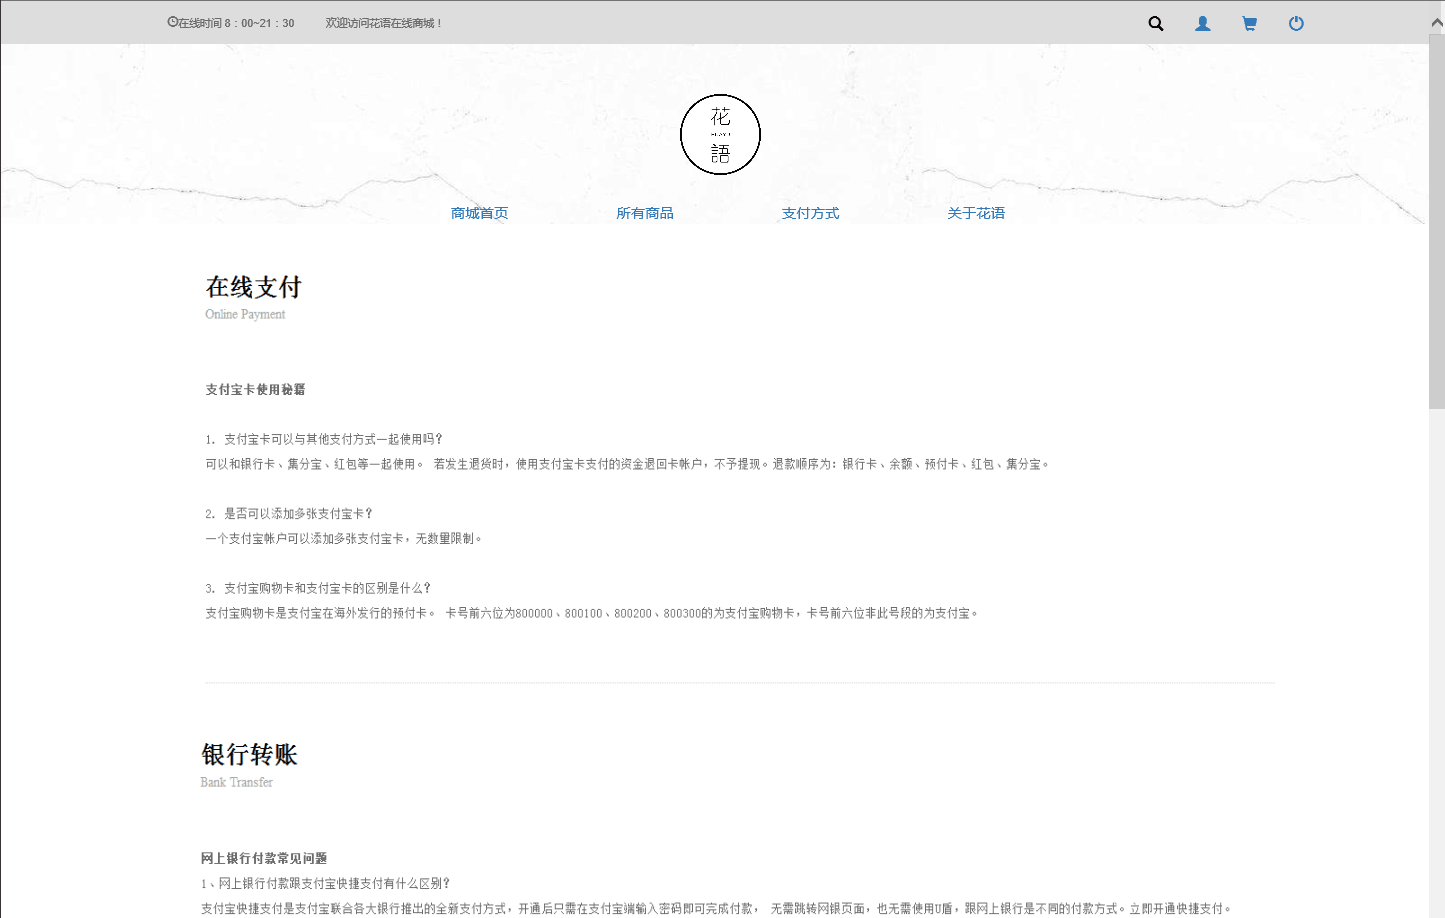 在线时间 8：00~21：30 欢迎访问花语在线商城！
花
語
商城首页 所有商品 支付方式 关于花语
在线支付
Online Payment
支付宝卡使用秘籍
1. 支付宝卡可以与其他支付方式一起使用吗？
可以和银行卡、集分宝、红包等一起使用。 若发生退货时，使用支付宝卡支付的资金退回卡帐户，不予提现。退款顺序为：银行卡、余额、预付卡、红包、集分宝。
2. 是否可以添加多张支付宝卡？
一个支付宝帐户可以添加多张支付宝卡，无数量限制。
3. 支付宝购物卡和支付宝卡的区别是什么？
支付宝购物卡是支付宝在海外发行的预付卡。 卡号前六位为800000、800100、800200、800300的为支付宝购物卡，卡号前六位非此号段的为支付宝。
银行转账
Bank Transfer
网上银行付款常见问题
1、网上银行付款跟支付宝快捷支付有什么区别？
支付宝快捷支付是支付宝联合各大银行推出的全新支付方式，开通后只需在支付宝端输入密码即可完成付款， 无需跳转网银页面，也无需使用U盾，跟网上银行是不同的付款方式。立即开通快捷支付。